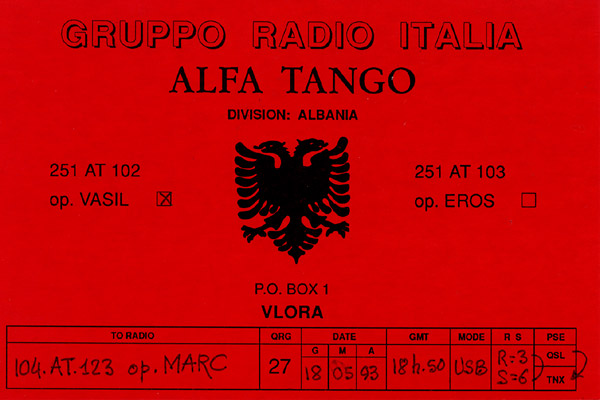 GRUPPO RADIO ITALIA
ALFA TANGO
DIVISION: ALBANIA
251 AT 102
op. VASIL ☒
251 AT 103
op. EROS ☐
P.O. BOX 1
VLORA
TO RADIO QRG DATE GMT MODE R S PSE
G M A
104.AT.123 op. MARC 27 18 05 93 18h.50 USB R=3 QSL
S=6 TNX